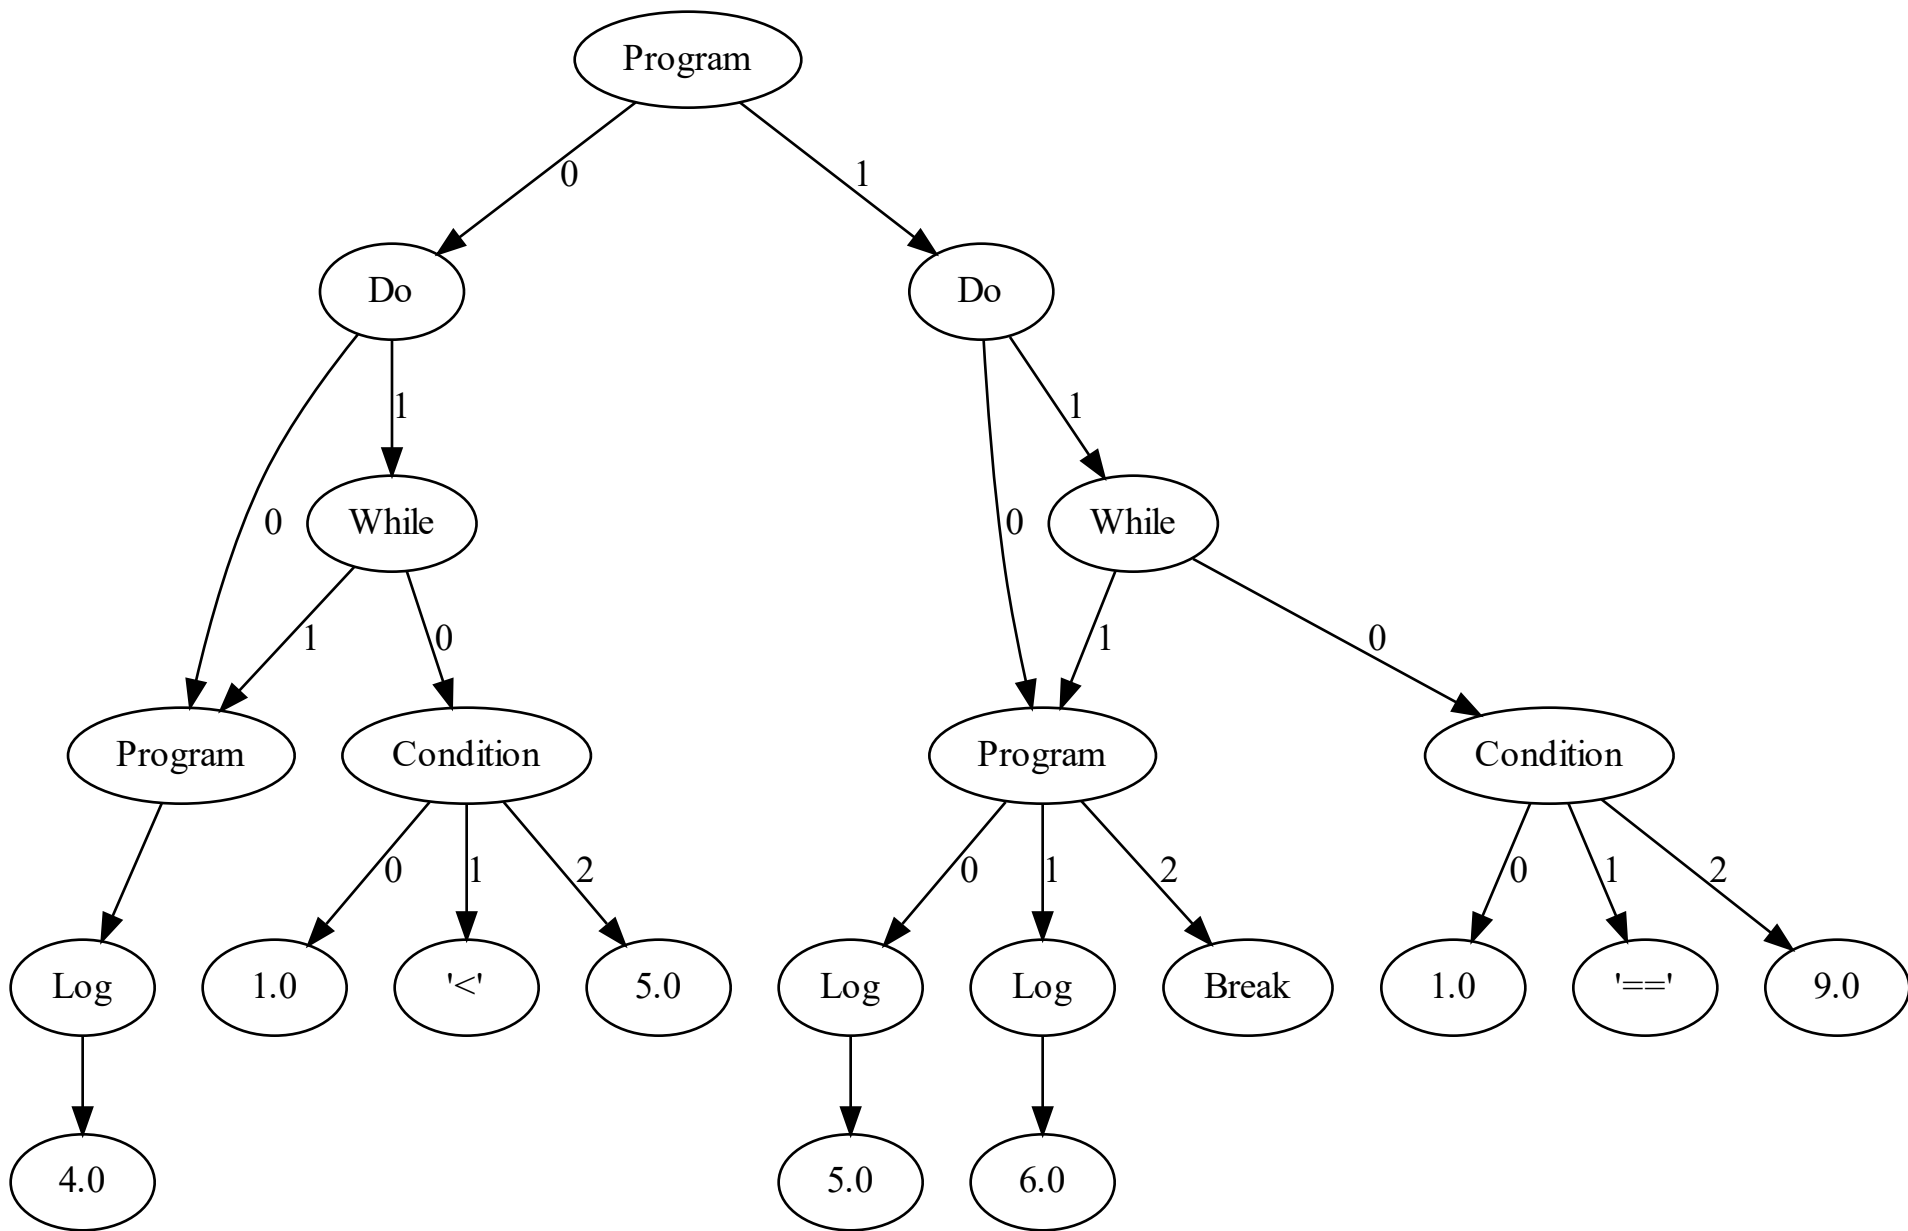 Program
0 1
Do Do
1 1
0 While 0 While
1 0 1 0
Program Condition Program Condition
0 1 2 0 1 2 0 1 2
Log 1.0 '<' 5.0 Log Log Break 1.0 '==' 9.0
4.0 5.0 6.0